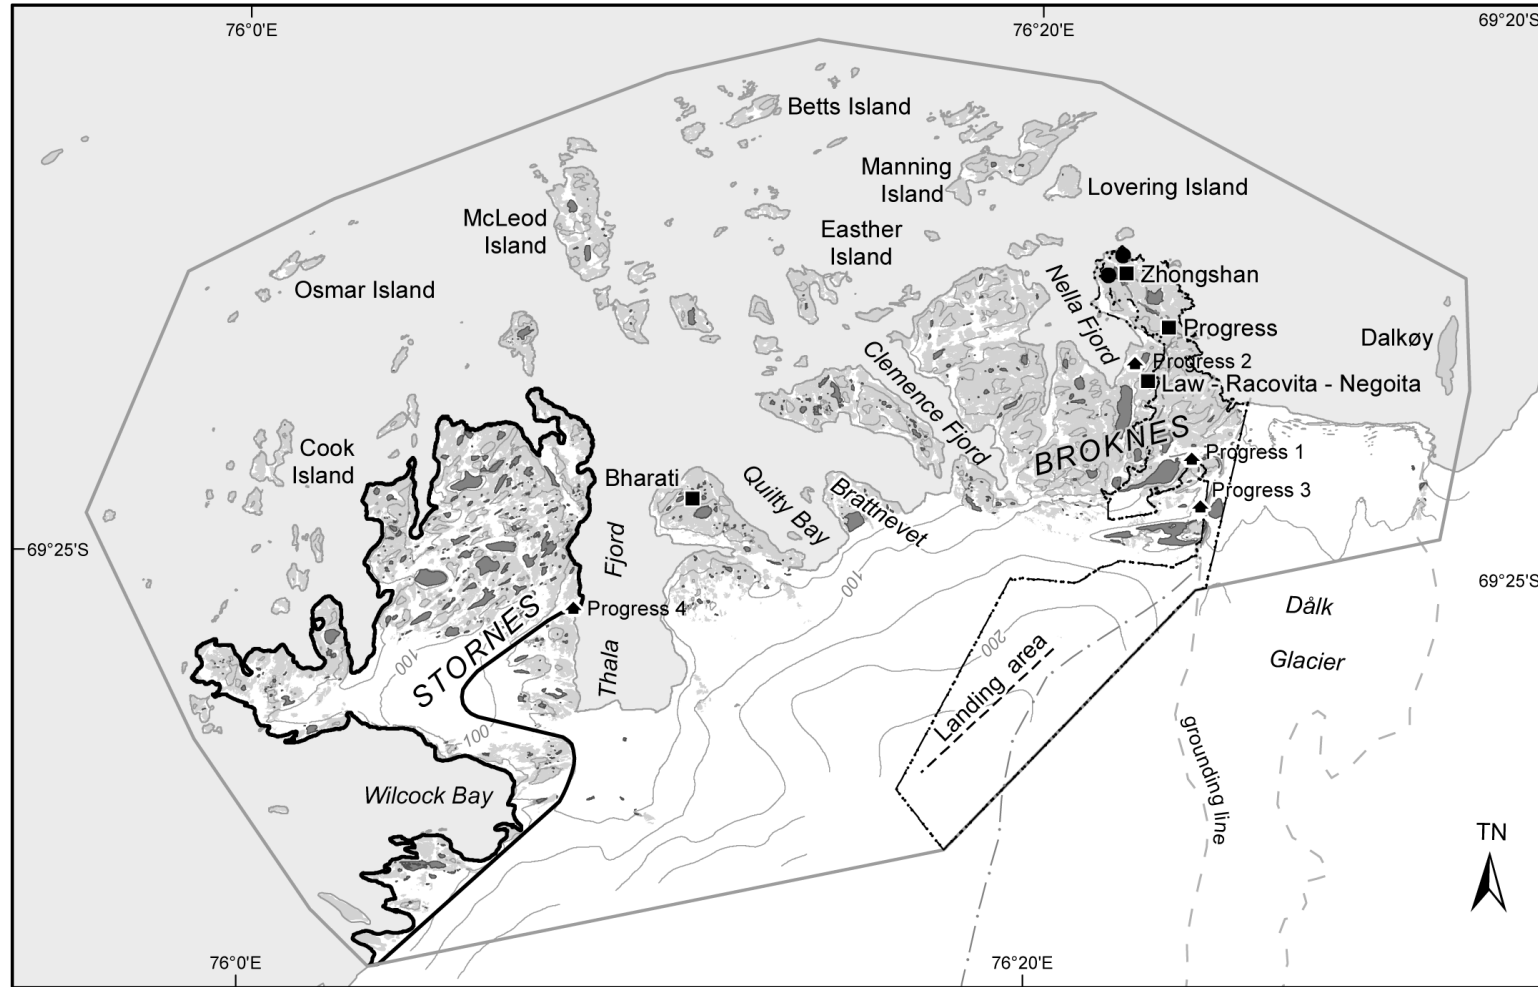 76°0'E
76°20'E
69°20'S
Betts Island
Manning
Island
Lovering Island
McLeod
Island
Easther
Island
Osmar Island
Zhongshan
Nella Fjord
Progress
Dalkøy
Progress 2
Law - Racovita - Negoita
Clemence Fjord
BROKNES
Cook
Island
Bharati
Quilty Bay
Brattnevet
Progress 1
Progress 3
69°25'S
69°25'S
Fjord
Thala
100
Progress 4
STORNES
100
100
200
Landing area
Dålk
Glacier
grounding line
Wilcock Bay
TN
76°0'E
76°20'E